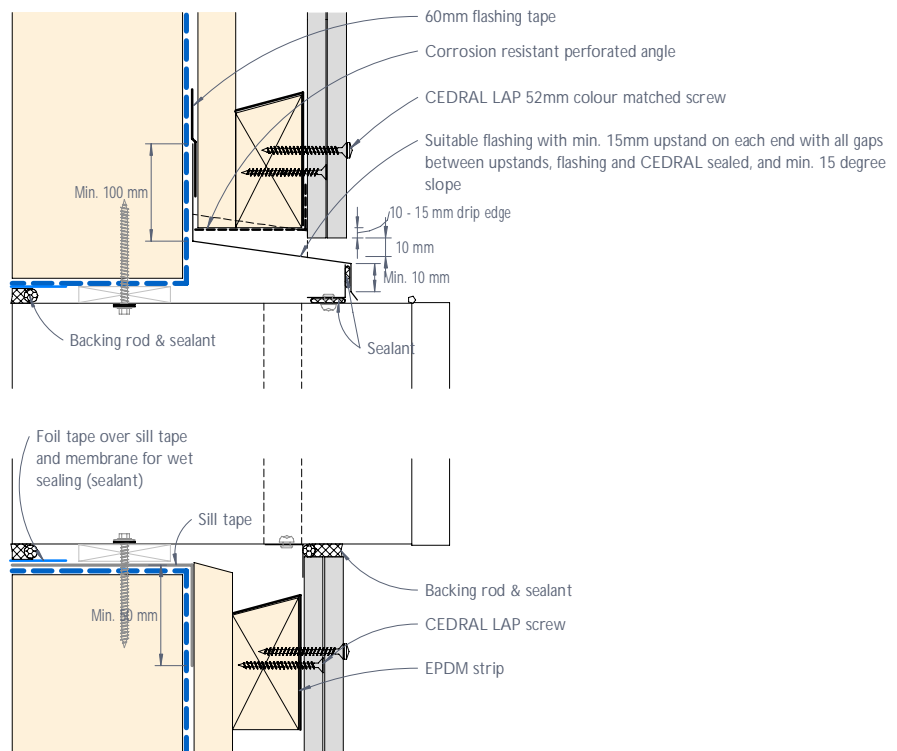 60mm flashing tape
Corrosion resistant perforated angle
CEDRAL LAP 52mm colour matched screw
Suitable flashing with min. 15mm upstand on each end with all gaps
between upstands, flashing and CEDRAL sealed, and min. 15 degree
slope
Min. 100 mm
10 - 15 mm drip edge
10 mm
Min. 10 mm
Backing rod & sealant
Sealant
Foil tape over sill tape
and membrane for wet
sealing (sealant)
Sill tape
Backing rod & sealant
Min. 50 mm
CEDRAL LAP screw
EPDM strip